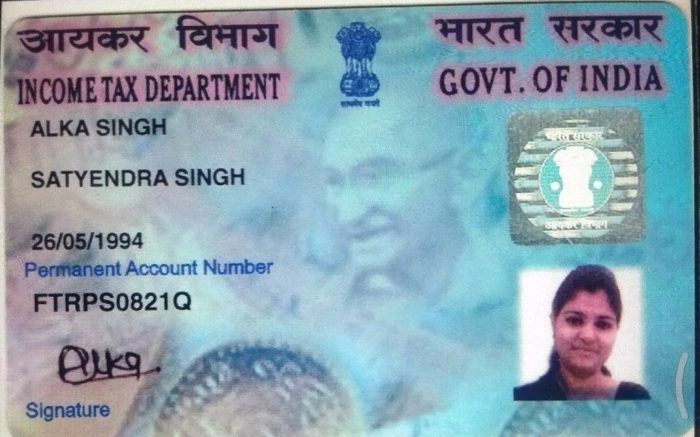 आयकर विभाग
INCOME TAX DEPARTMENT
भारत सरकार
GOVT. OF INDIA
सत्यमेव जयते
ALKA SINGH
SATYENDRA SINGH
26/05/1994
Permanent Account Number
FTRPS0821Q
भारत सरकार
आयकर विभाग
Alka
Signature